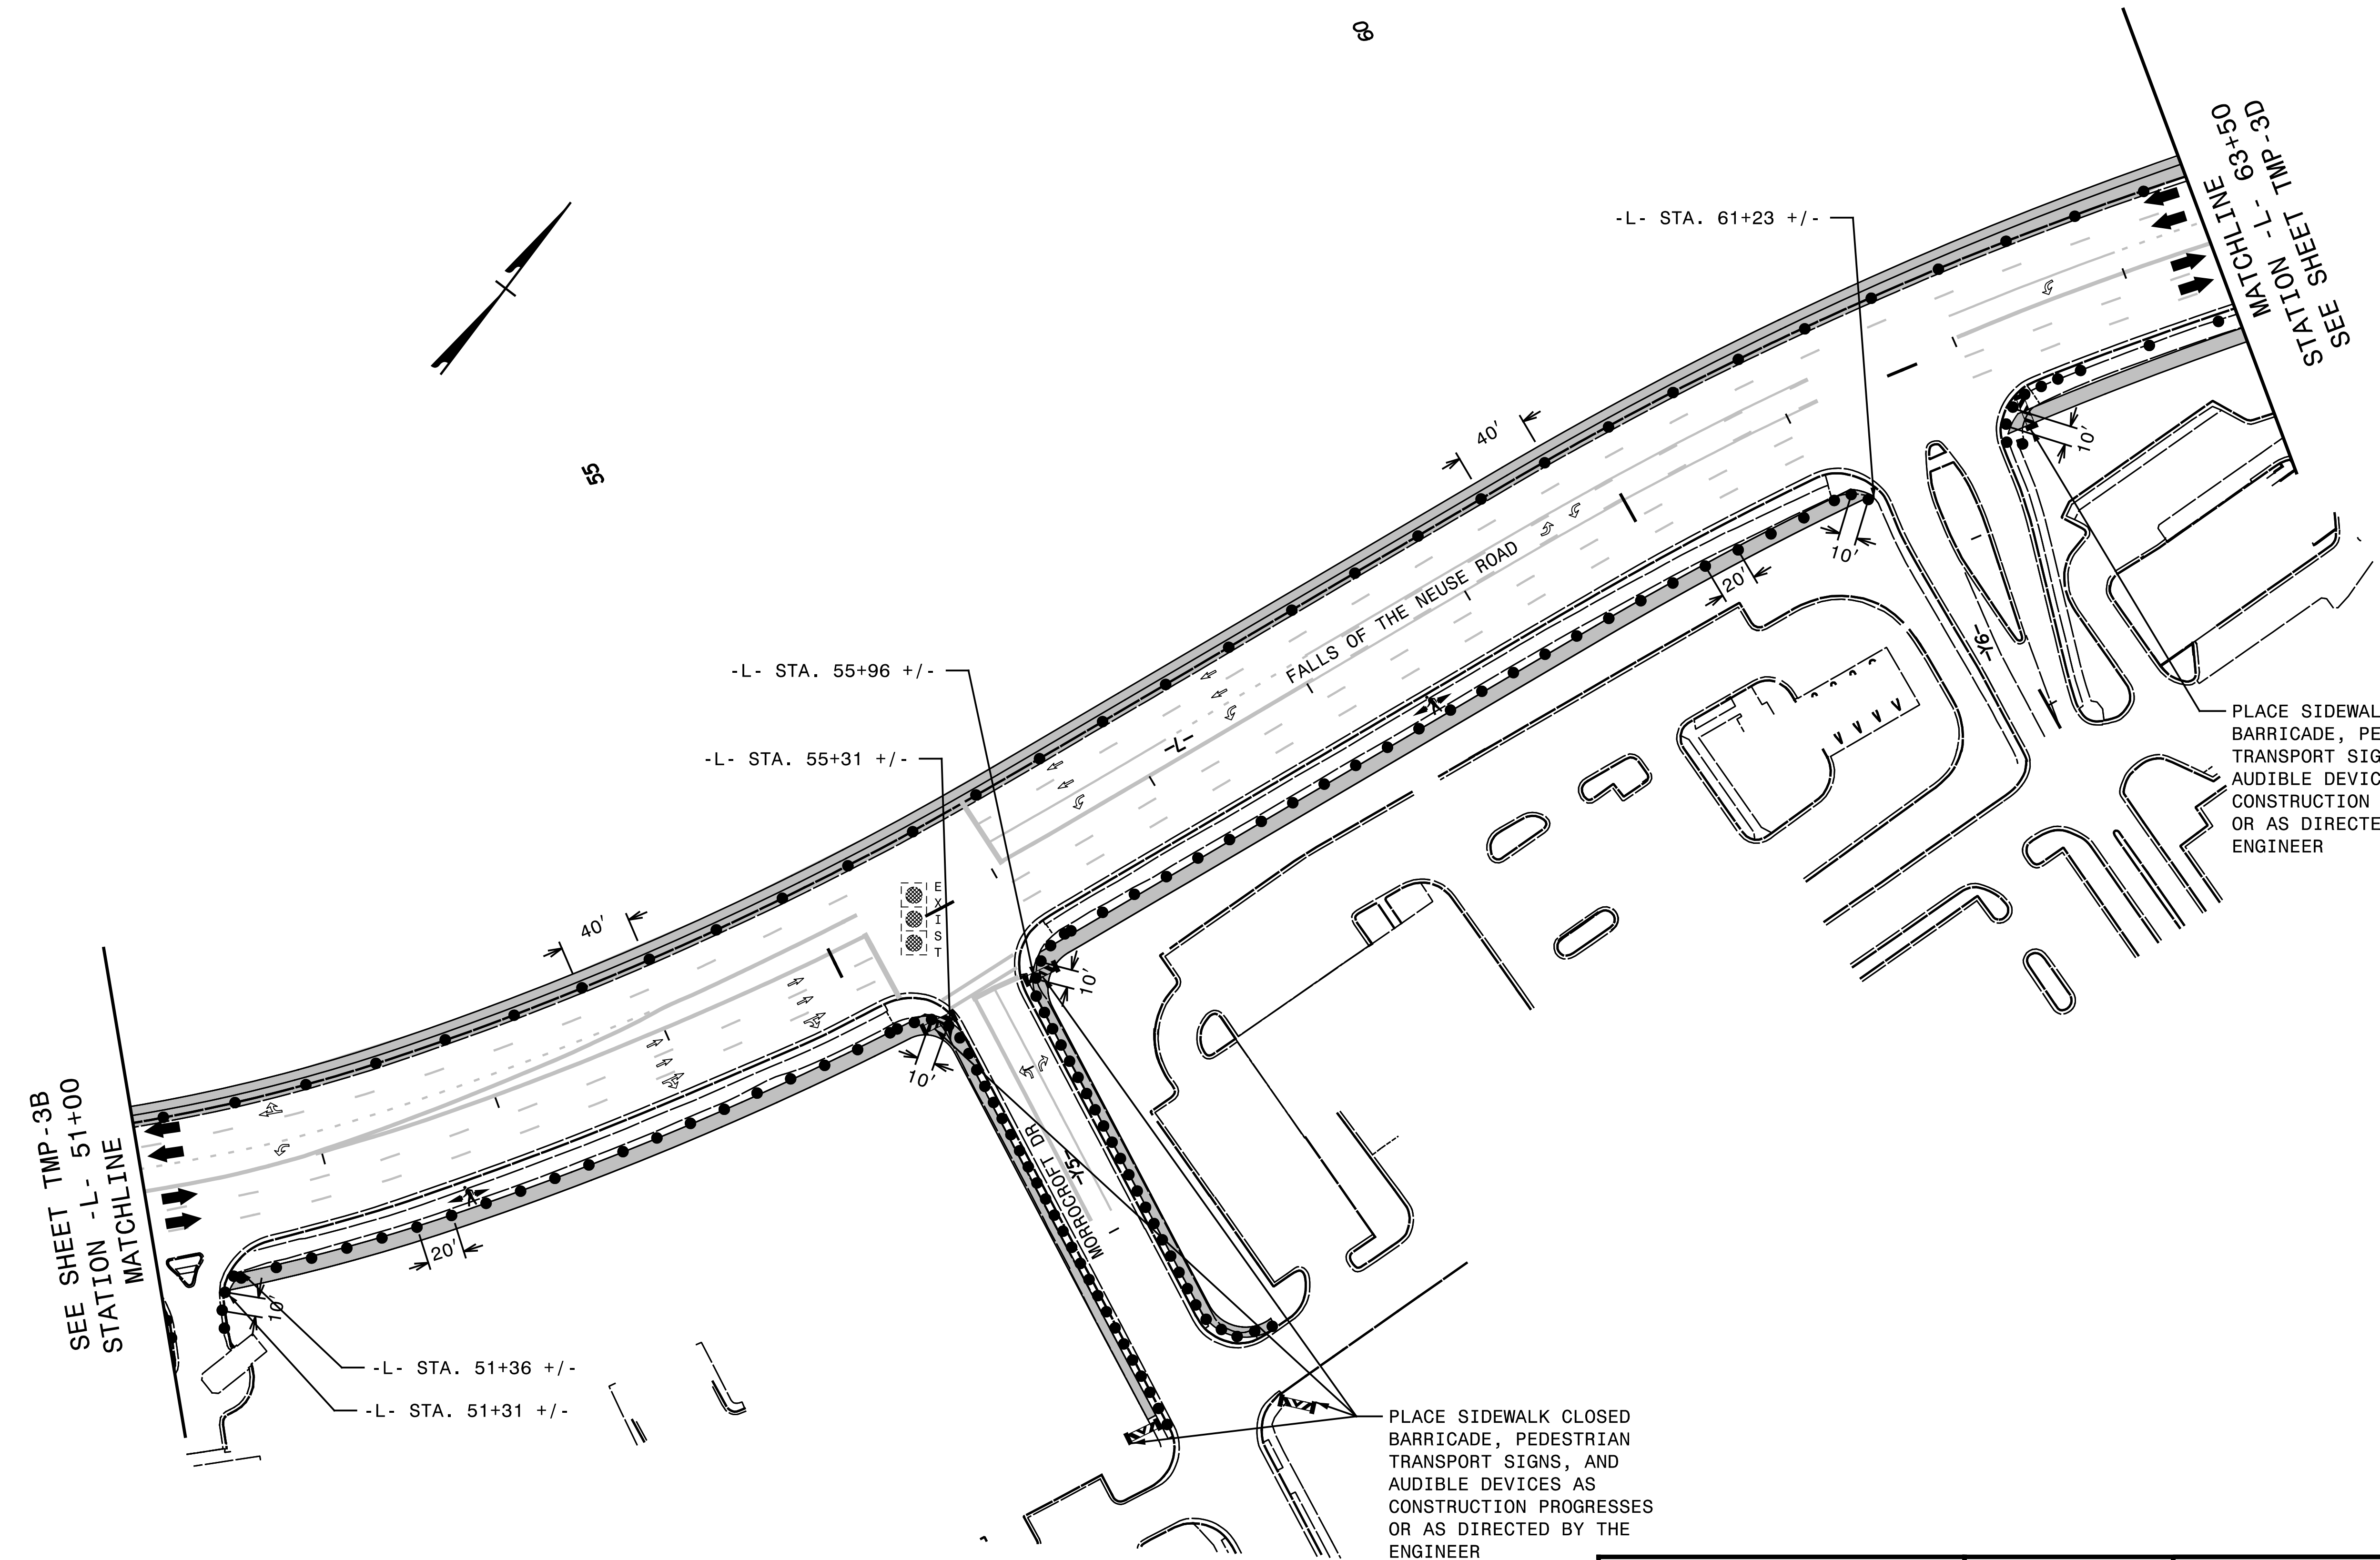 60
MATCHLINE
STATION -L- 63+50
SEE SHEET TMP-3D
-L- STA. 61+23 +/-
40'
10'
55
10'
20'
FALLS OF THE NEUSE ROAD
-Y6-
-L- STA. 55+96 +/-
-L-
-L- STA. 55+31 +/-
PLACE SIDEWAL
BARRICADE, PE
TRANSPORT SIG
AUDIBLE DEVIC
CONSTRUCTION
OR AS DIRECTE
ENGINEER
EXIST
40'
10'
10'
MORROCROFT DR
-Y5-
SEE SHEET TMP-3B
STATION -L- 51+00
MATCHLINE
20'
10'
-L- STA. 51+36 +/-
-L- STA. 51+31 +/-
PLACE SIDEWALK CLOSED
BARRICADE, PEDESTRIAN
TRANSPORT SIGNS, AND
AUDIBLE DEVICES AS
CONSTRUCTION PROGRESSES
OR AS DIRECTED BY THE
ENGINEER